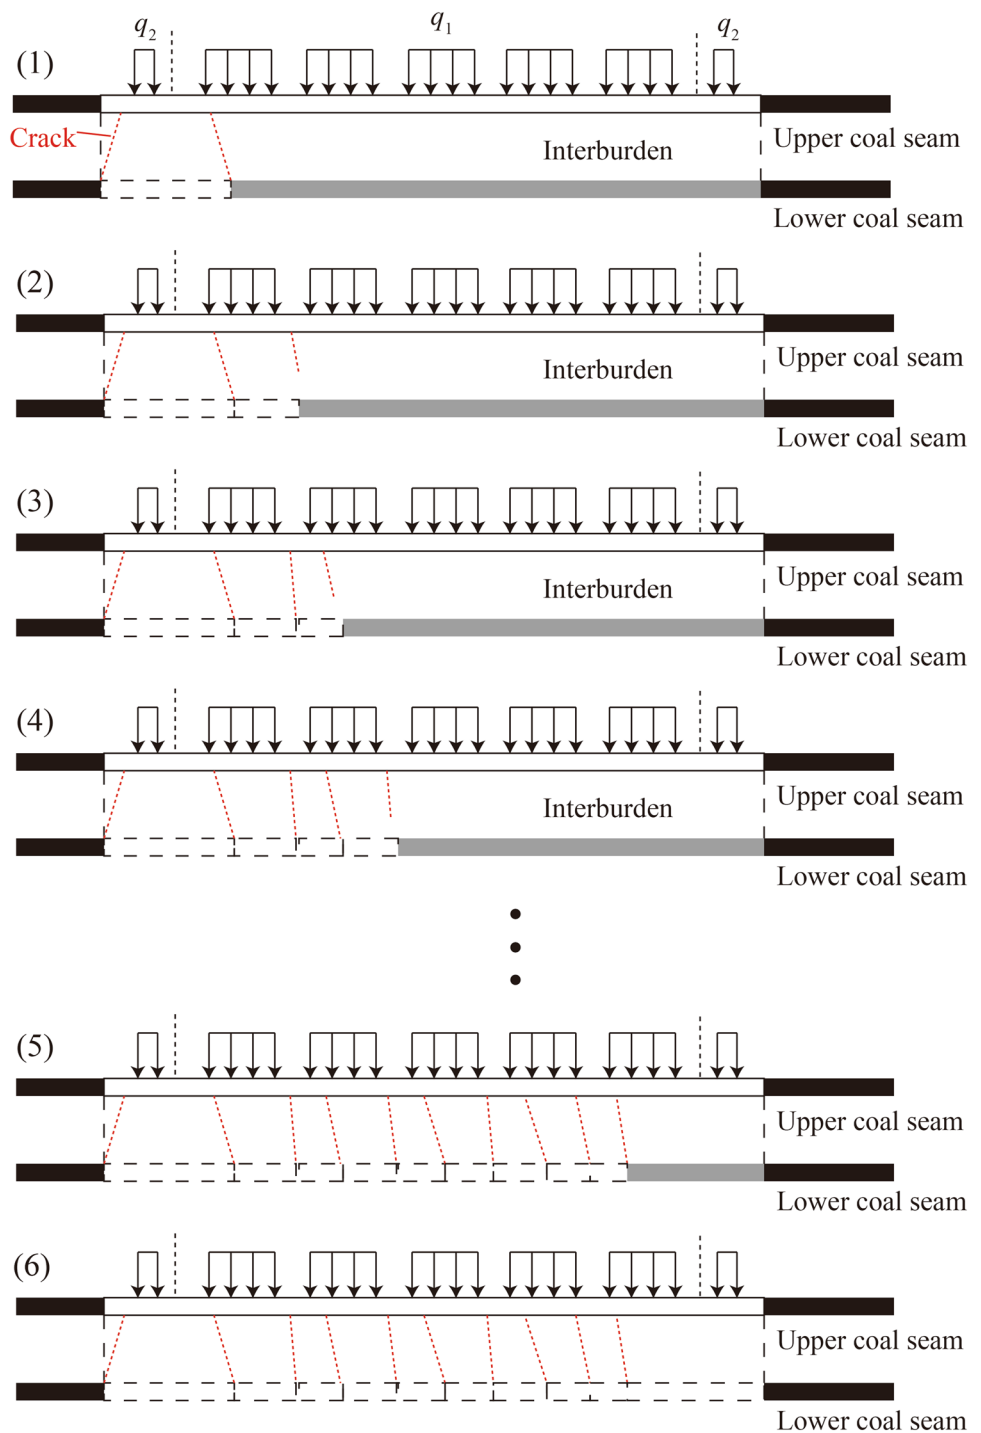 q₂ q₁ q₂
(1)
Crack
Interburden
Upper coal seam
Lower coal seam
(2)
Interburden
Upper coal seam
Lower coal seam
(3)
Interburden
Upper coal seam
Lower coal seam
(4)
Interburden
Upper coal seam
Lower coal seam
(5)
Upper coal seam
Lower coal seam
(6)
Upper coal seam
Lower coal seam